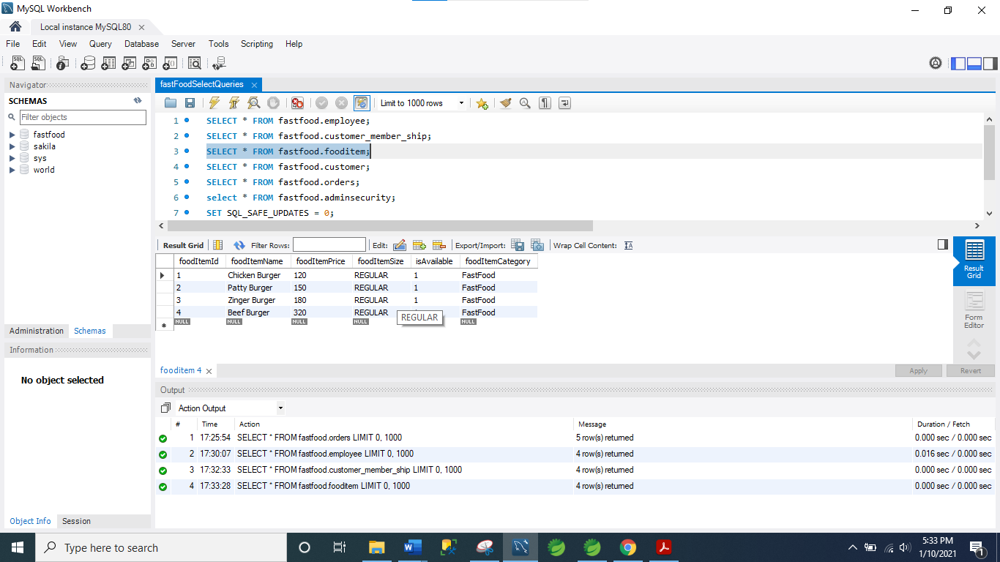 MySQL Workbench
Local instance MySQL80
File Edit View Query Database Server Tools Scripting Help
Navigator
SCHEMAS
Filter objects
fastfood
sakila
sys
world
Administration Schemas
Information
No object selected
Object Info Session
fastFoodSelectQueries
Limit to 1000 rows
1 SELECT * FROM fastfood.employee;
2 SELECT * FROM fastfood.customer_member_ship;
3 SELECT * FROM fastfood.fooditem;
4 SELECT * FROM fastfood.customer;
5 SELECT * FROM fastfood.orders;
6 select * FROM fastfood.adminsecurity;
7 SET SQL_SAFE_UPDATES = 0;
Result Grid Filter Rows: Edit: Export/Import: Wrap Cell Content:
foodItemId foodItemName foodItemPrice foodItemSize isAvailable foodItemCategory
1 Chicken Burger 120 REGULAR 1 FastFood
2 Patty Burger 150 REGULAR 1 FastFood
3 Zinger Burger 180 REGULAR 1 FastFood
4 Beef Burger 320 REGULAR FastFood
NULL NULL NULL NULL NULL
REGULAR
Result
Grid
Form
Editor
fooditem 4
Apply Revert
Output
Action Output
# Time Action Message Duration / Fetch
1 17:25:54 SELECT * FROM fastfood.orders LIMIT 0, 1000 5 row(s) returned 0.000 sec / 0.000 sec
2 17:30:07 SELECT * FROM fastfood.employee LIMIT 0, 1000 4 row(s) returned 0.016 sec / 0.000 sec
3 17:32:33 SELECT * FROM fastfood.customer_member_ship LIMIT 0, 1000 4 row(s) returned 0.000 sec / 0.000 sec
4 17:33:28 SELECT * FROM fastfood.fooditem LIMIT 0, 1000 4 row(s) returned 0.000 sec / 0.000 sec
Type here to search
5:33 PM
1/10/2021
1